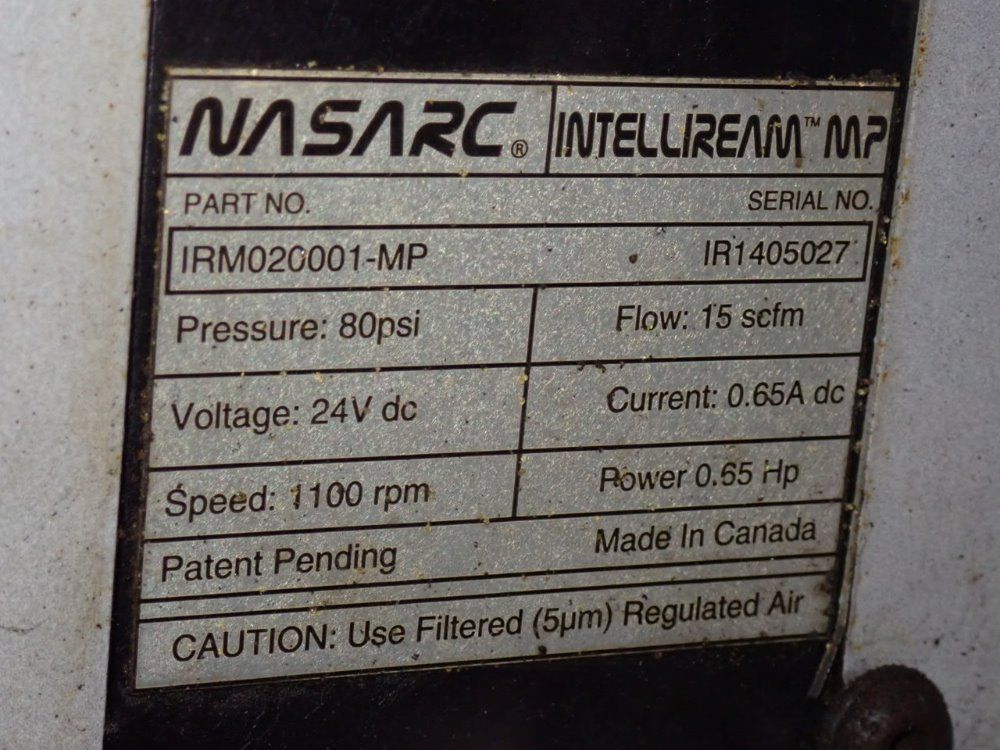 NASARC® INTELLIREAM™ MP
PART NO. SERIAL NO.
IRM020001-MP IR1405027
Pressure: 80psi Flow: 15 scfm
Voltage: 24V dc Current: 0.65A dc
Speed: 1100 rpm Power 0.65 Hp
Patent Pending Made In Canada
CAUTION: Use Filtered (5µm) Regulated Air